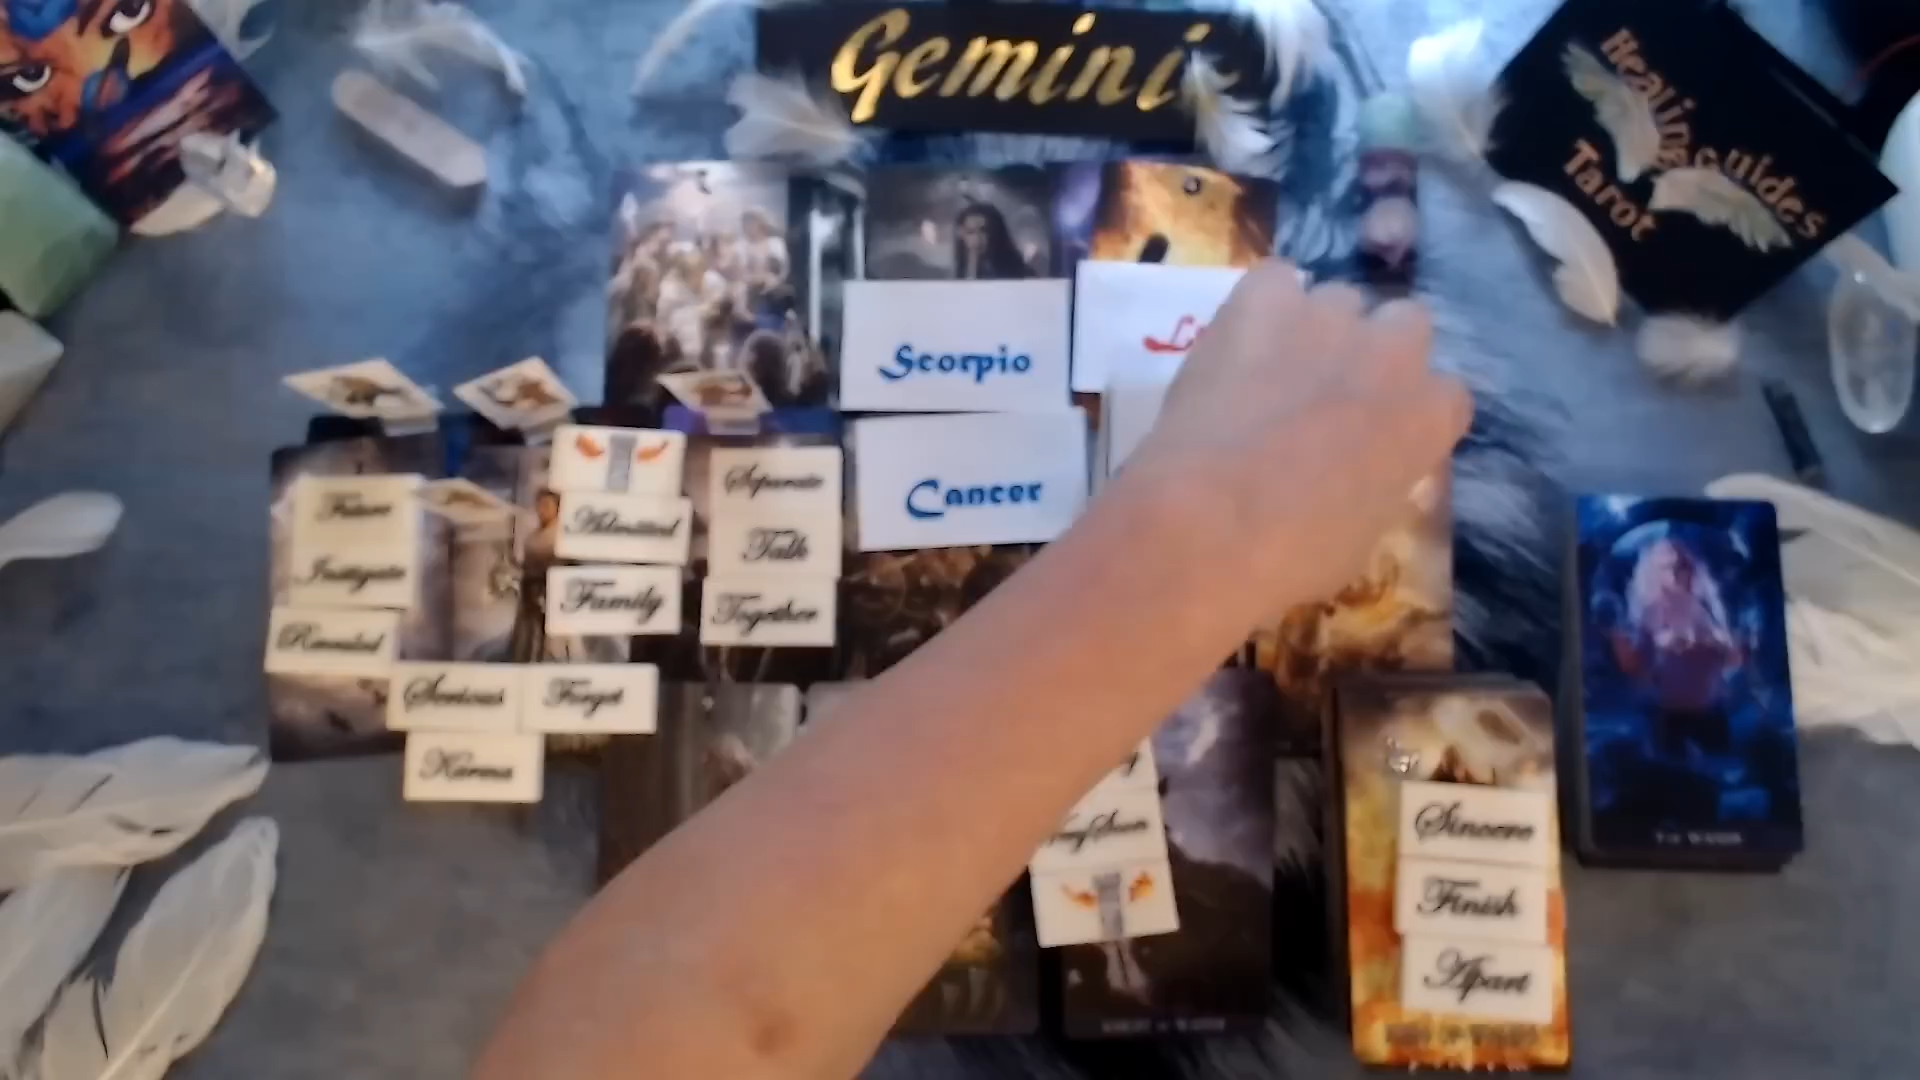 Gemini
Healing guides
Tarot
Scorpio
Cancer
Future
Instigate
Revealed
Admitted
Family
Separate
Talk
Together
Serious
Forget
Karma
Sincere
Finish
Apart